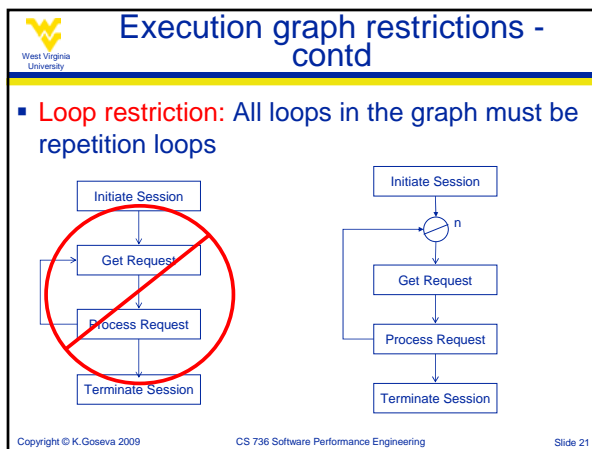 West Virginia
University
Execution graph restrictions -
contd
▪ Loop restriction: All loops in the graph must be
repetition loops
Initiate Session
Get Request
Process Request
Terminate Session
Initiate Session
n
Get Request
Process Request
Terminate Session
Copyright © K.Goseva 2009
CS 736 Software Performance Engineering
Slide 21